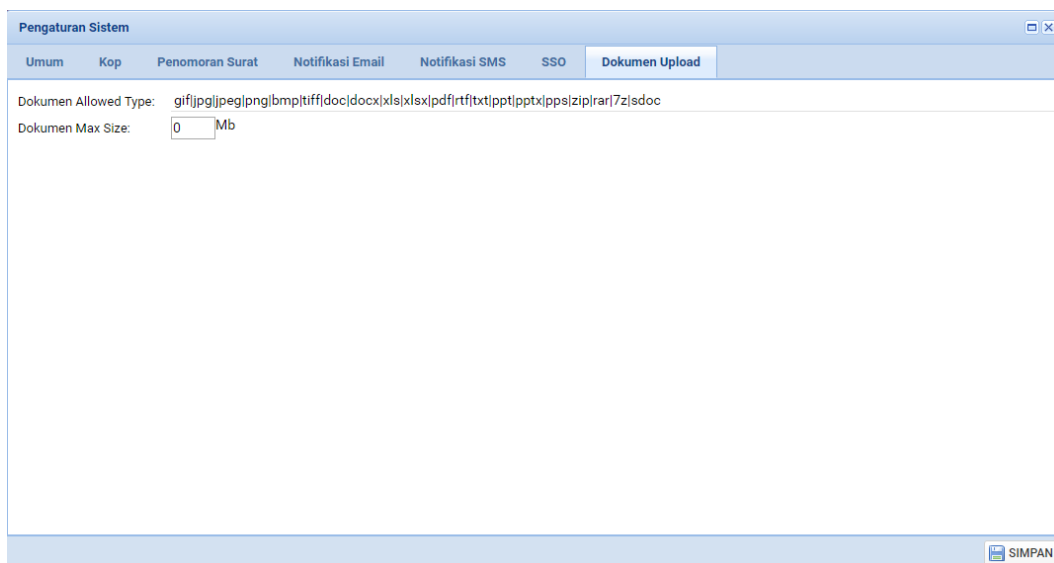 Pengaturan Sistem
Umum Kop Penomoran Surat Notifikasi Email Notifikasi SMS SSO Dokumen Upload
Dokumen Allowed Type: gif|jpg|jpeg|png|bmp|tiff|doc|docx|xls|xlsx|pdf|rtf|txt|ppt|pptx|pps|zip|rar|7z|sdoc
Dokumen Max Size: 0 Mb
SIMPAN